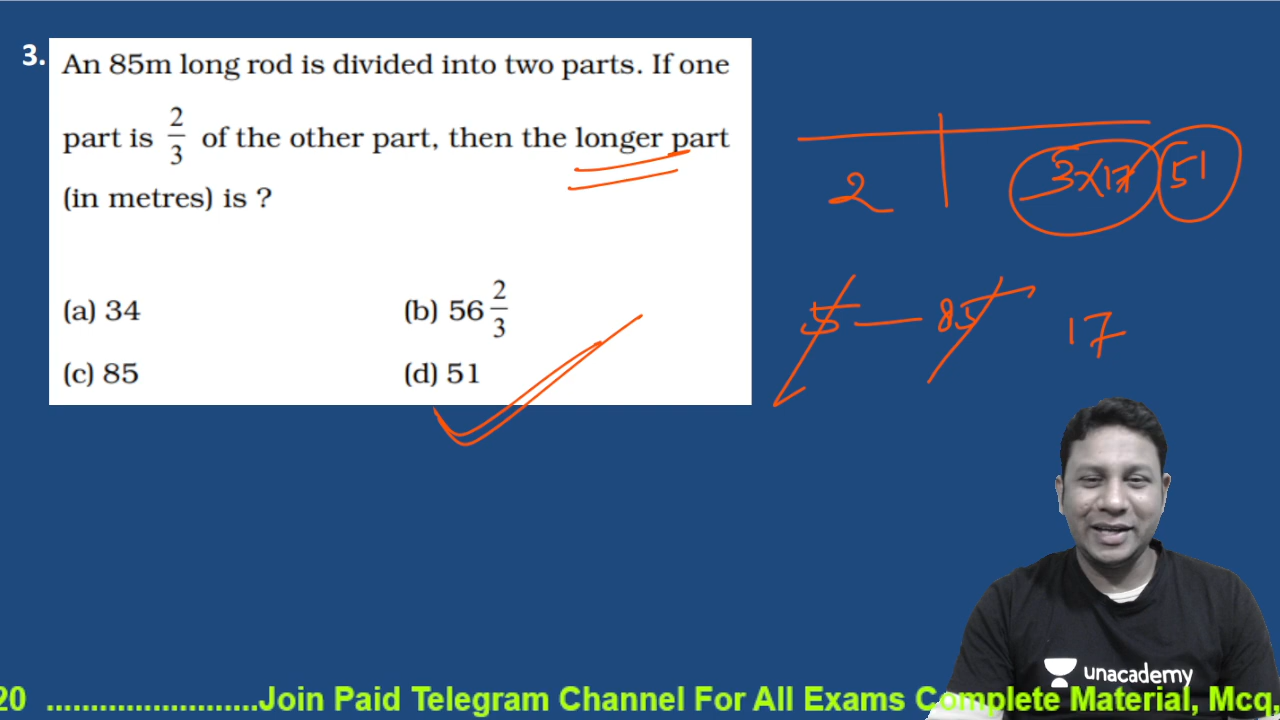 3.
An 85m long rod is divided into two parts. If one
part is 2/3 of the other part, then the longer part
(in metres) is ?
(a) 34
(b) 56 2/3
(c) 85
(d) 51
2
3×17
51
5 — 85
17
unacademy
20 ........................Join Paid Telegram Channel For All Exams Complete Material, Mcq,